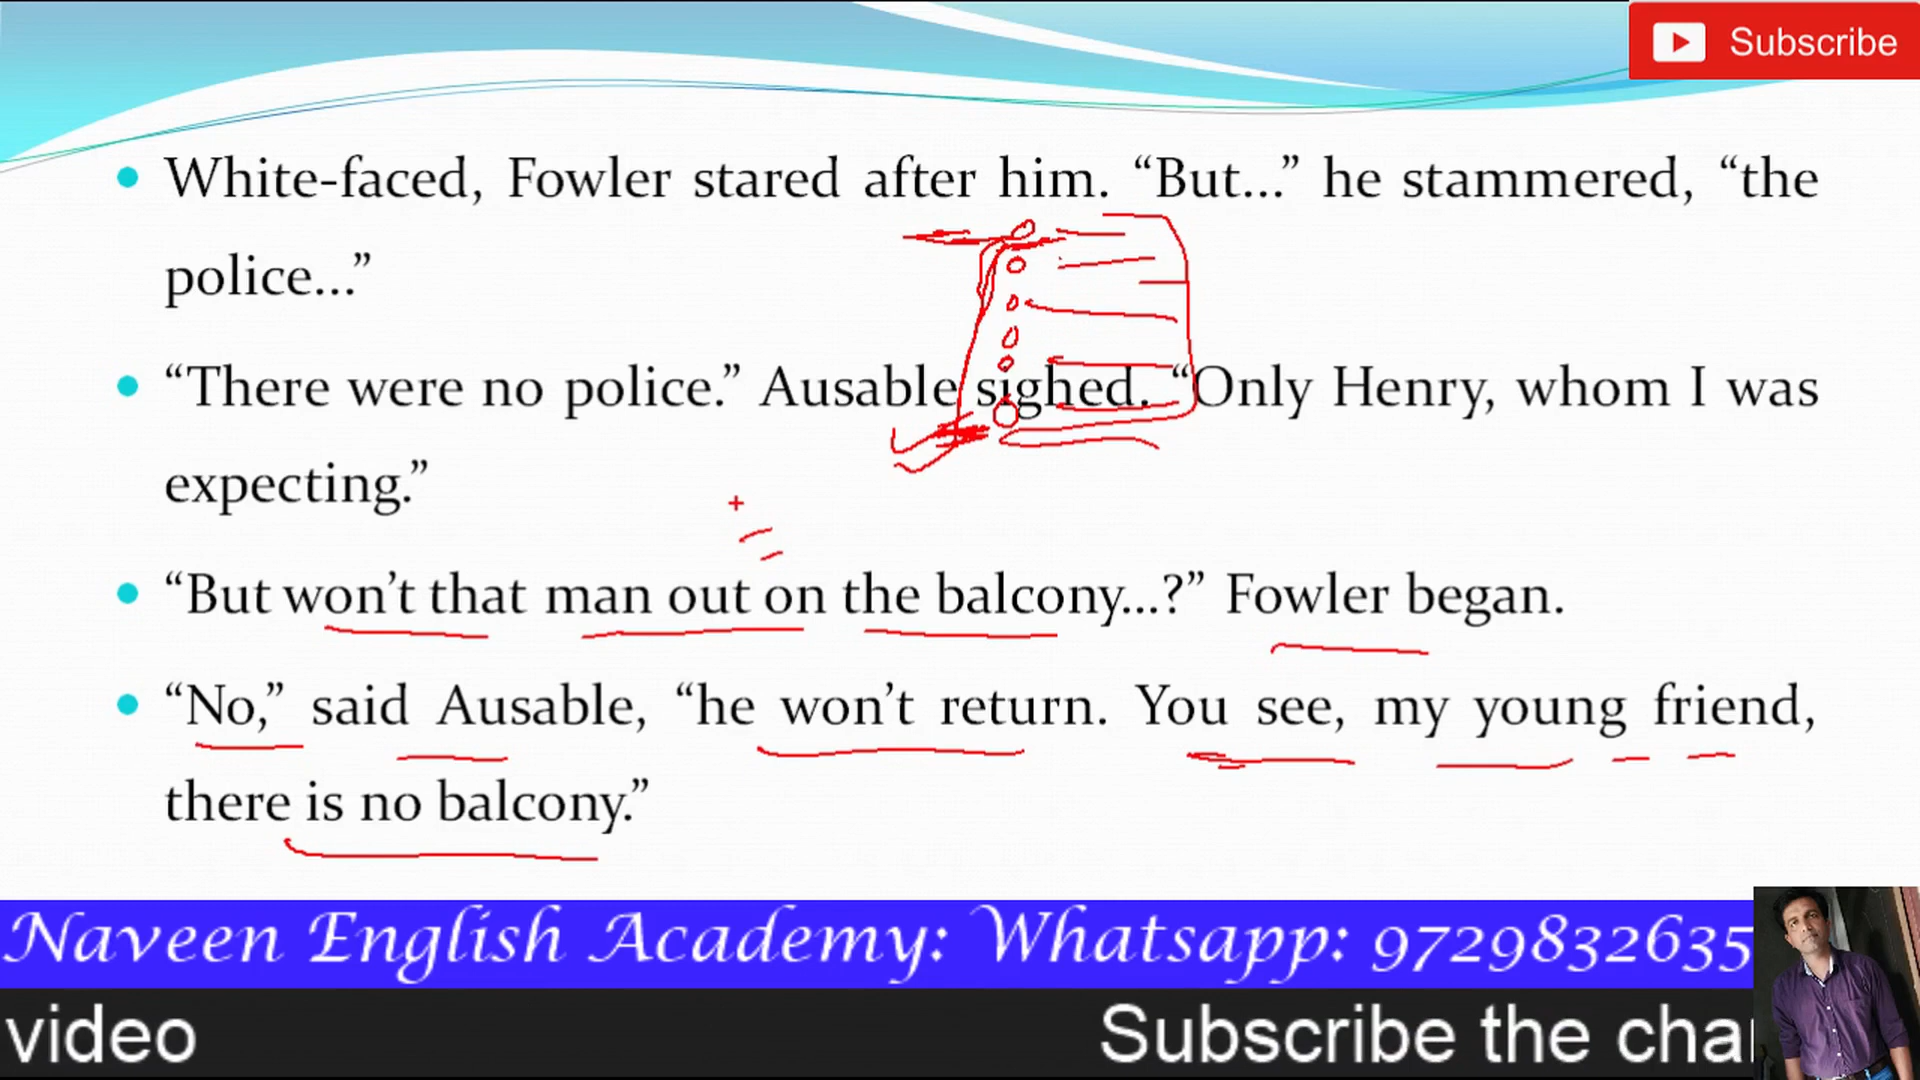 Subscribe
White-faced, Fowler stared after him. “But...” he stammered, “the
police...”
“There were no police.” Ausable sighed. “Only Henry, whom I was
expecting.”
“But won’t that man out on the balcony...?” Fowler began.
“No,” said Ausable, “he won’t return. You see, my young friend,
there is no balcony.”
Naveen English Academy: Whatsapp: 9729832635
video Subscribe the cha